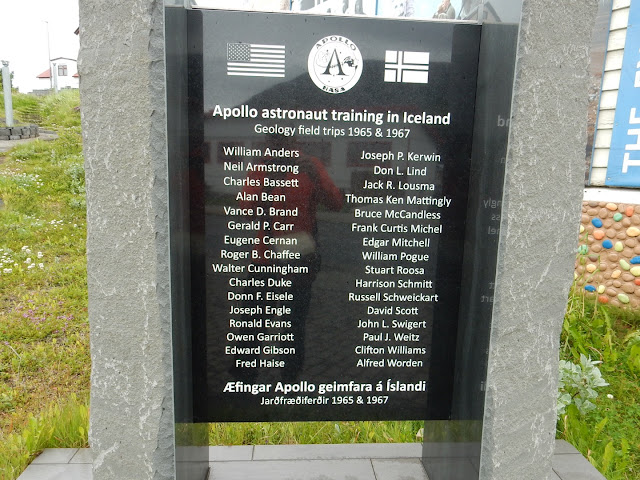 APOLLO
NASA
Apollo astronaut training in Iceland
Geology field trips 1965 & 1967
William Anders
Neil Armstrong
Charles Bassett
Alan Bean
Vance D. Brand
Gerald P. Carr
Eugene Cernan
Roger B. Chaffee
Walter Cunningham
Charles Duke
Donn F. Eisele
Joseph Engle
Ronald Evans
Owen Garriott
Edward Gibson
Fred Haise
Joseph P. Kerwin
Don L. Lind
Jack R. Lousma
Thomas Ken Mattingly
Bruce McCandless
Frank Curtis Michel
Edgar Mitchell
William Pogue
Stuart Roosa
Harrison Schmitt
Russell Schweickart
David Scott
John L. Swigert
Paul J. Weitz
Clifton Williams
Alfred Worden
Æfingar Apollo geimfara á Íslandi
Jarðfræðiferðir 1965 & 1967
THE